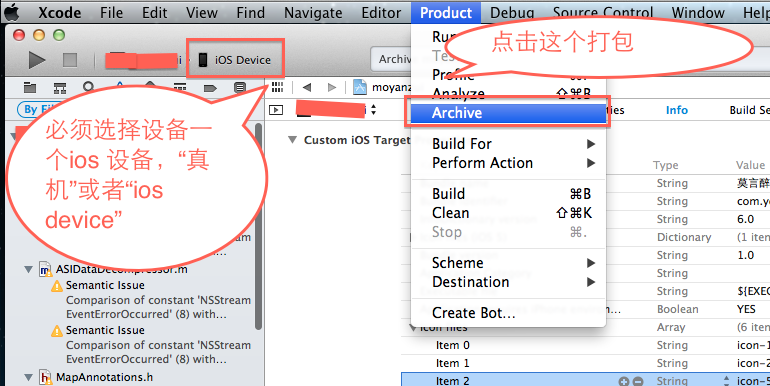 Xcode File Edit View Find Navigate Editor Product Debug Source Control Window Help
iOS Device
Archiv
点击这个打包
Profile
Analyze ⇧⌘B
Archive
Build For
Perform Action
Build ⌘B
Clean ⇧⌘K
Stop ⌘.
Scheme
Destination
Create Bot...
必须选择设备一
个ios 设备，“真
机”或者“ios
device”
By Fi
moyanz
Info
Build Se
Custom iOS Target
Type Value
String 莫言醉
String com.yo
String 6.0
Dictionary (1 item
String 1.0
String
String
String ${EXEC
Boolean YES
Icon files Array (6 item
Item 0 String icon-1
Item 1 String icon-2
Item 2 String icon-5
EventErrorOccurred' (8) with...
ASIDataDecompressor.m
Semantic Issue
Comparison of constant 'NSStream
EventErrorOccurred' (8) with...
Semantic Issue
Comparison of constant 'NSStream
EventErrorOccurred' (8) with...
MapAnnotations.h